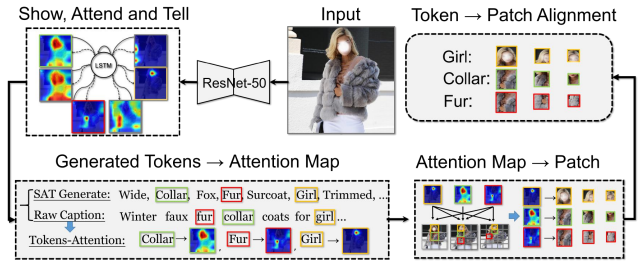 Show, Attend and Tell
Input
Token → Patch Alignment
LSTM
ResNet-50
Girl:
Collar:
Fur:
Generated Tokens → Attention Map
Attention Map → Patch
SAT Generate: Wide, Collar, Fox, Fur, Surcoat, Girl, Trimmed, ...
Raw Caption: Winter faux fur collar coats for girl ...
Tokens-Attention: Collar → , Fur → , Girl →